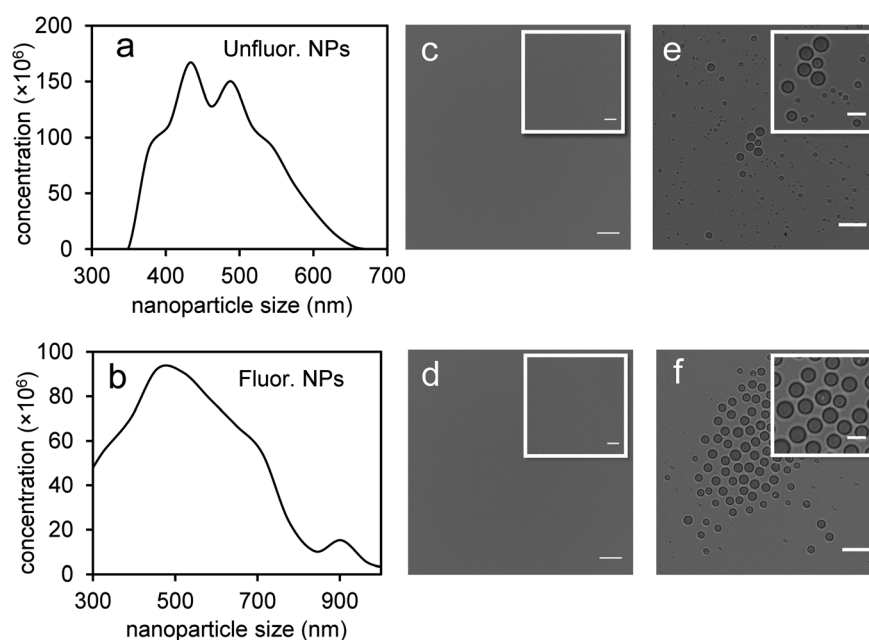 a
Unfluor. NPs
concentration (×10⁶)
200
150
100
50
0
300 400 500 600 700
nanoparticle size (nm)
c
e
b
Fluor. NPs
concentration (×10⁶)
100
80
60
40
20
0
300 500 700 900
nanoparticle size (nm)
d
f